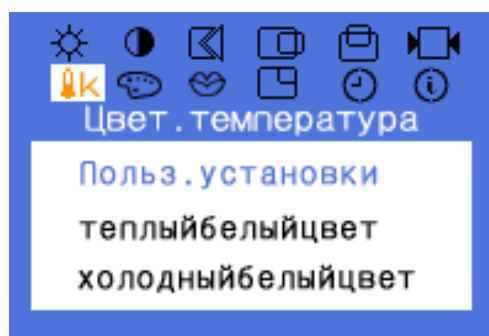 k
Цвет.температура
Польз.установки
теплыйбелыйцвет
холодныйбелыйцвет